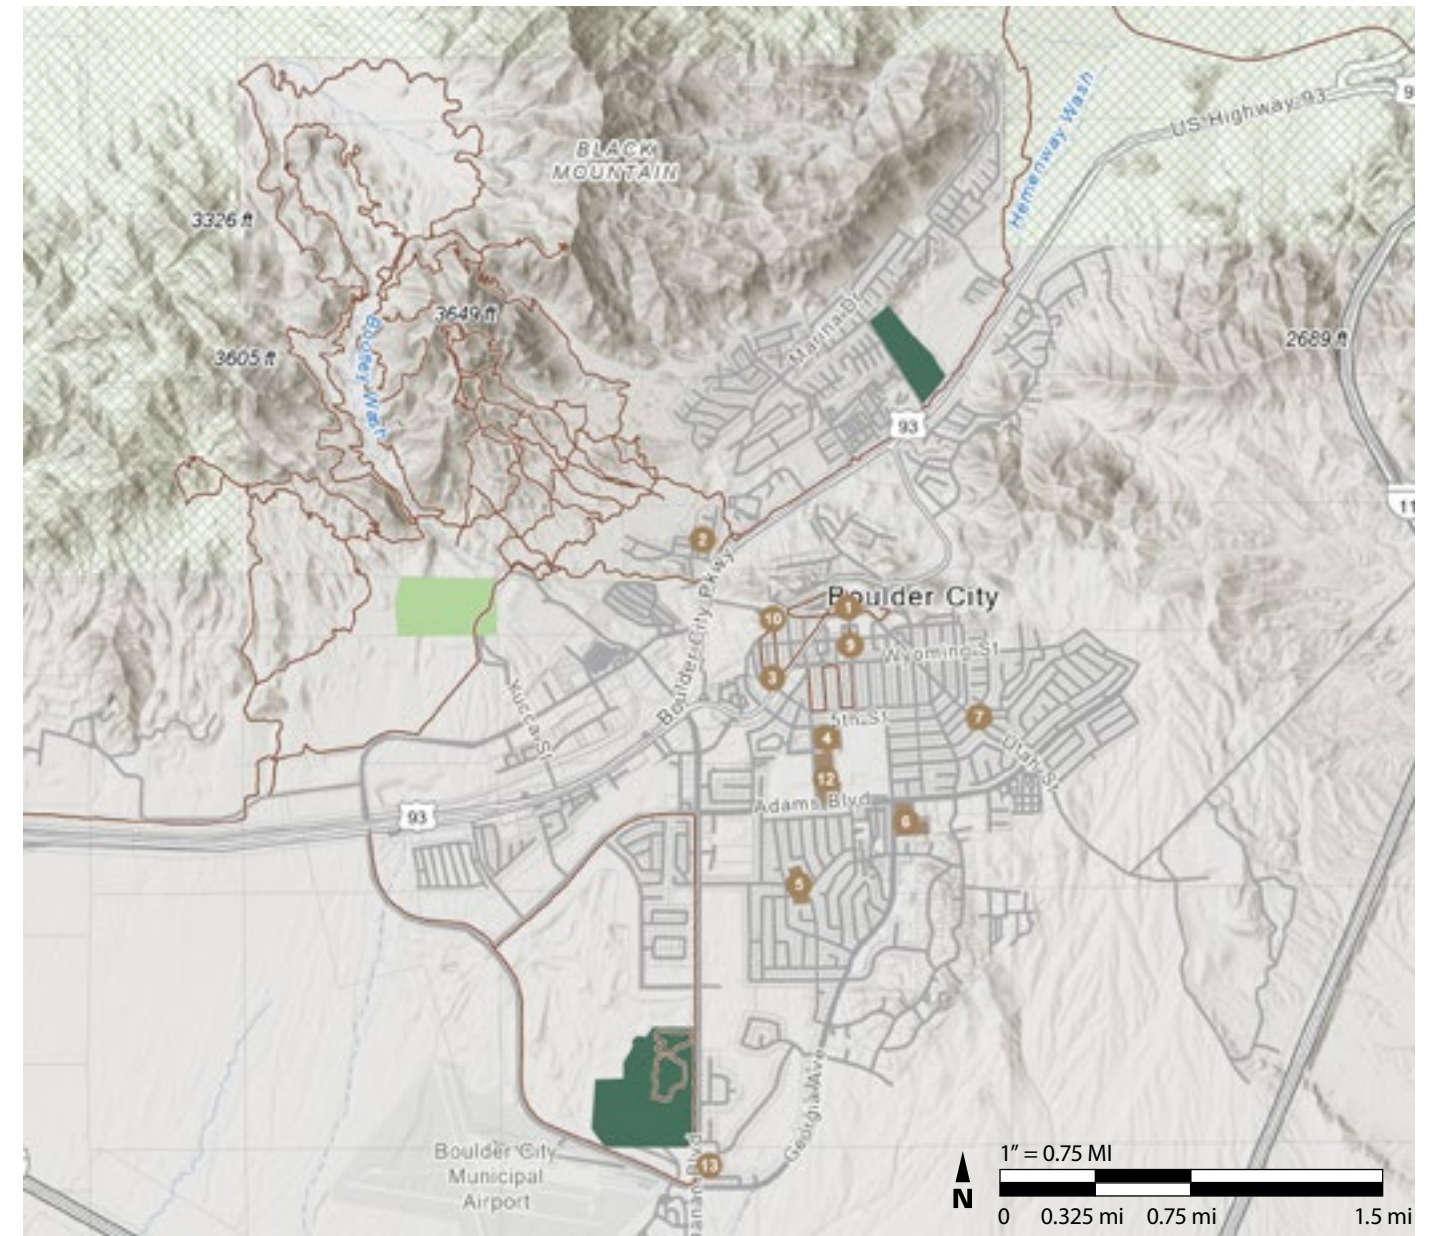 US Highway 93
9
Hemenway Wash
BLACK
MOUNTAIN
3326 ft
3649 ft
3605 ft
Bootleg Wash
Marina Dr
2689 ft
93
11
2
Boulder City Pkwy
Boulder City
1
10
9
Wyoming St
3
Yucca St
5th St
7
4
Utah St
12
Adams Blvd
93
6
5
Georgia Ave
Boulder City
Municipal
Airport
13
1” = 0.75 MI
N
0 0.325 mi 0.75 mi 1.5 mi